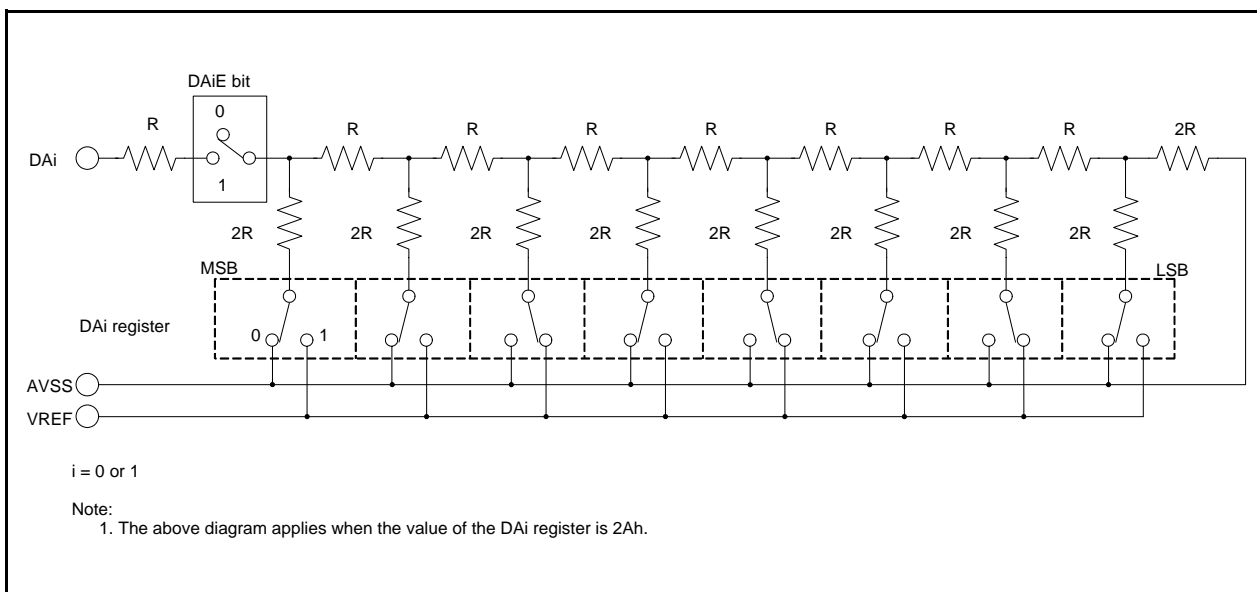 DAiE bit
0
1
R
R
R
R
R
R
R
R
2R
DAi
2R
2R
2R
2R
2R
2R
2R
2R
MSB
LSB
DAi register
0
1
AVSS
VREF
i = 0 or 1
Note:
1. The above diagram applies when the value of the DAi register is 2Ah.